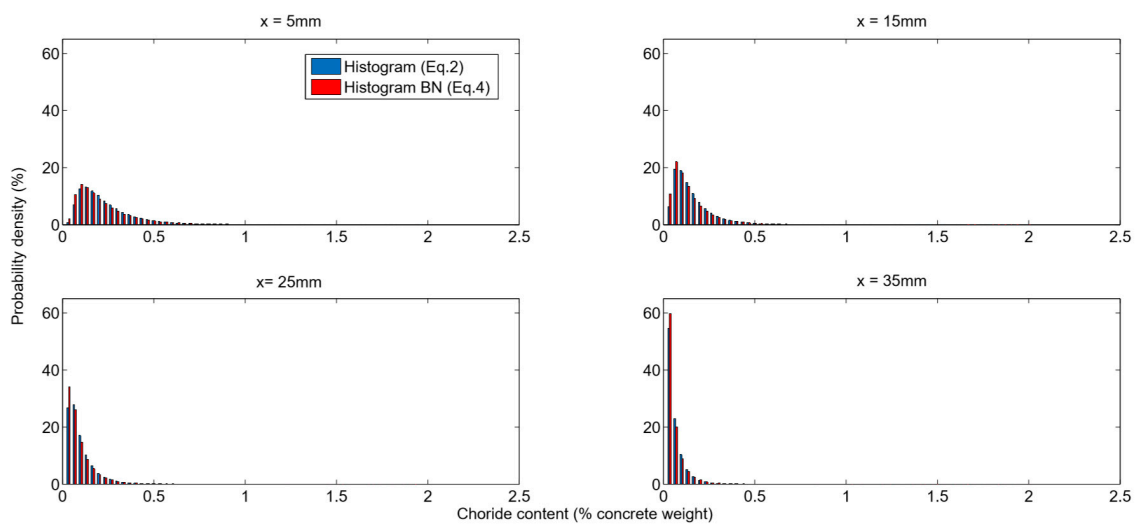 x = 5mm
x = 15mm
60
40
20
0
Histogram (Eq.2)
Histogram BN (Eq.4)
0 0.5 1 1.5 2 2.5
60
40
20
0
0 0.5 1 1.5 2 2.5
Probability density (%)
x= 25mm
x = 35mm
60
40
20
0
0 0.5 1 1.5 2 2.5
60
40
20
0
0 0.5 1 1.5 2 2.5
Choride content (% concrete weight)